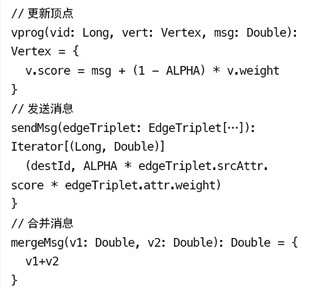 // 更新顶点
vprog(vid: Long, vert: Vertex, msg: Double):
Vertex = {
v.score = msg + (1 − ALPHA) * v.weight
}
// 发送消息
sendMsg(edgeTriplet: EdgeTriplet[⋯]):
Iterator[(Long, Double)]
(destId, ALPHA * edgeTriplet.srcAttr.
score * edgeTriplet.attr.weight)
}
// 合并消息
mergeMsg(v1: Double, v2: Double): Double = {
v1+v2
}